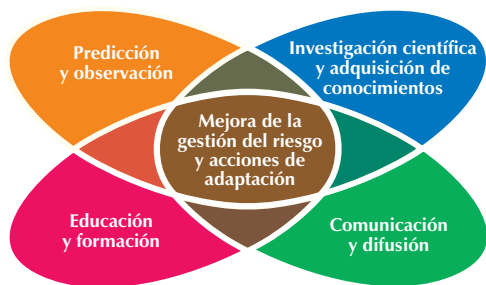 Predicción
y observación
Investigación científica
y adquisición de
conocimientos
Mejora de la
gestión del riesgo
y acciones de
adaptación
Educación
y formación
Comunicación
y difusión